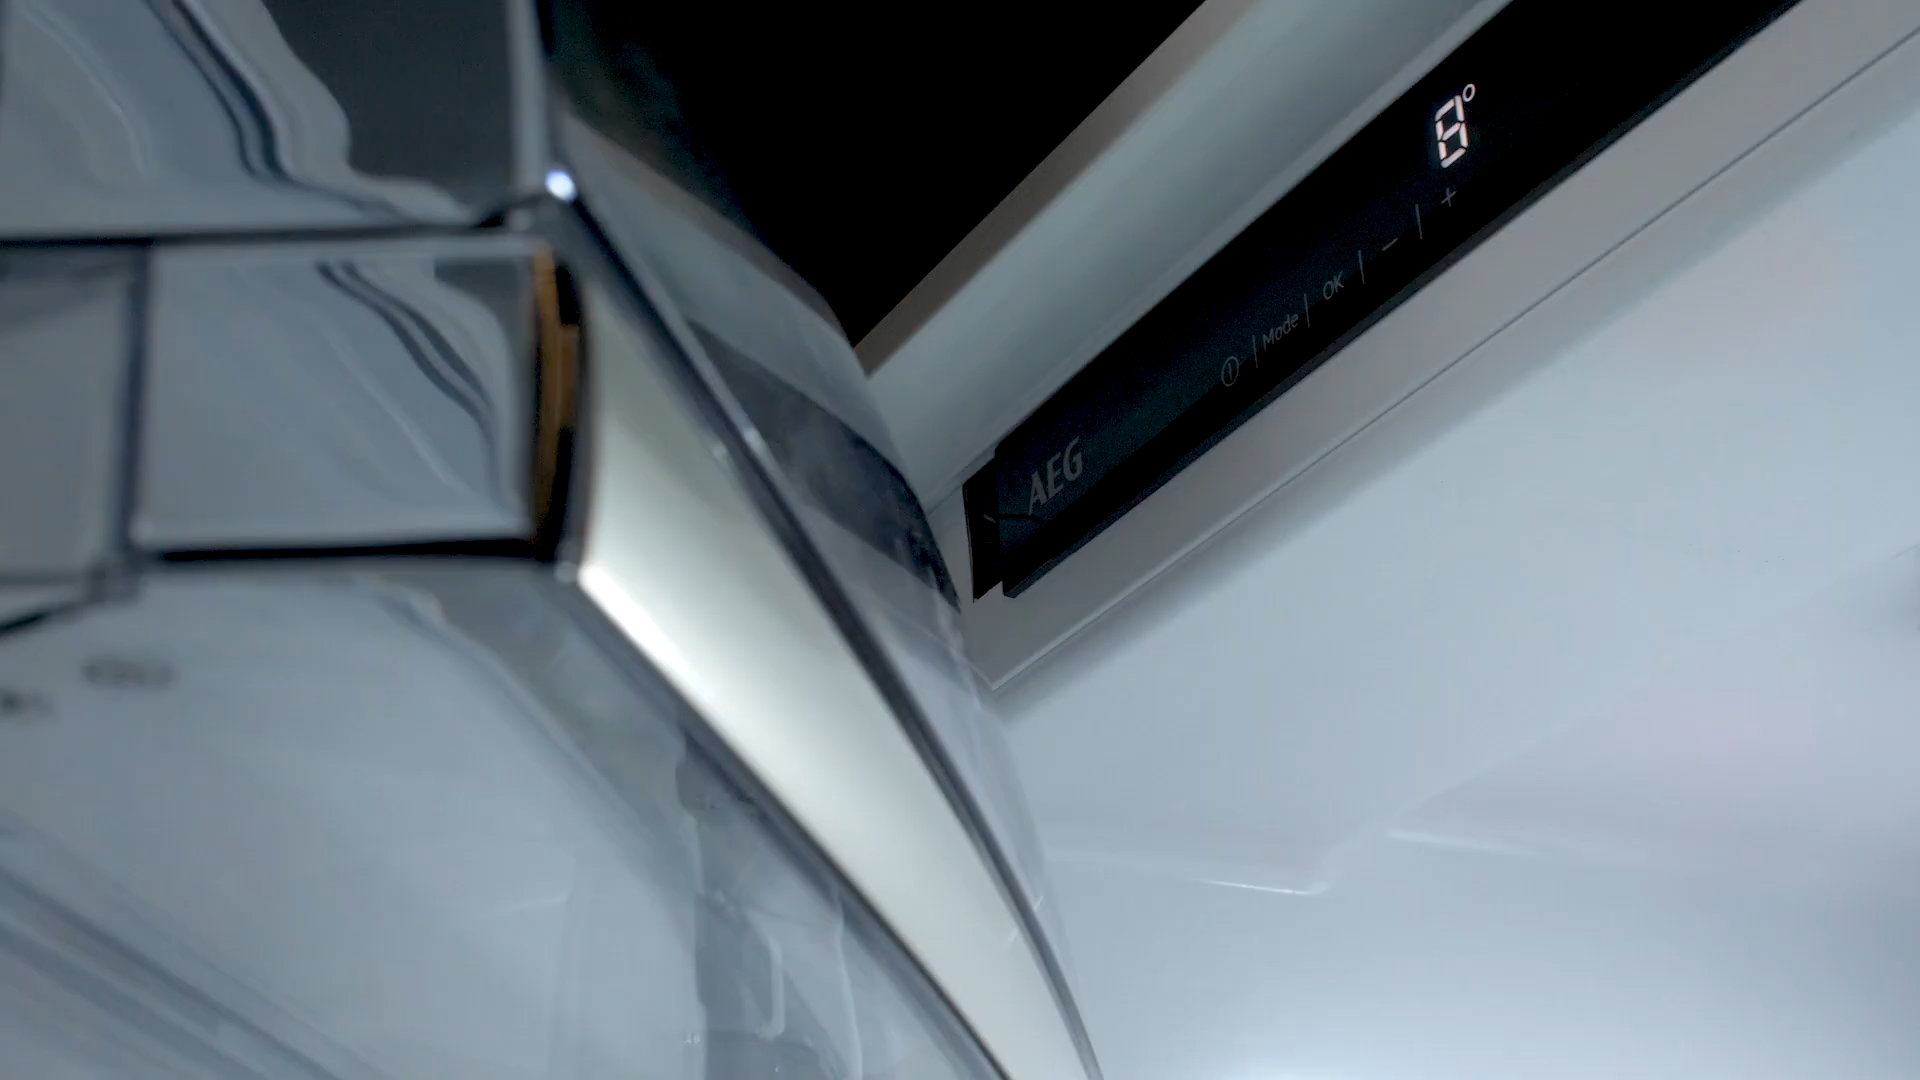 8°
AEG ⏼ | Mode | OK | − | +